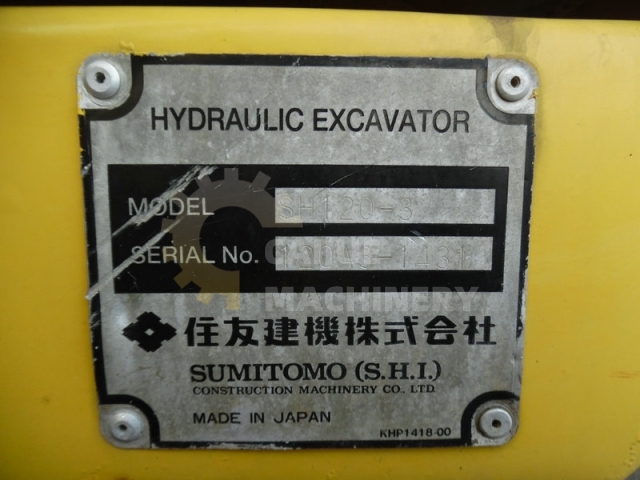 HYDRAULIC EXCAVATOR
MODEL SH120-3
SERIAL No.
MACHINERY
住友建機株式会社
SUMITOMO (S.H.I.)
CONSTRUCTION MACHINERY CO., LTD.
MADE IN JAPAN
KHP1418-00